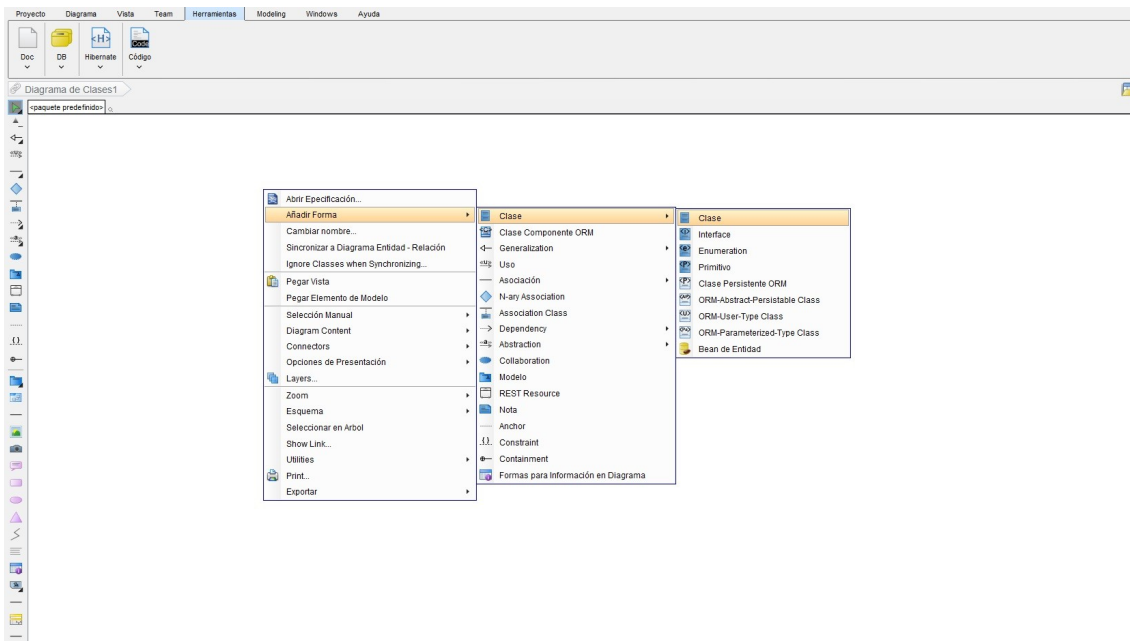 Proyecto Diagrama Vista Team Herramientas Modeling Windows Ayuda
Doc DB Hibernate Código
Diagrama de Clases1
<paquete predefinido>
Abrir Epecificación...
Añadir Forma
Cambiar nombre...
Sincronizar a Diagrama Entidad - Relación
Ignore Classes when Synchronizing...
Pegar Vista
Pegar Elemento de Modelo
Selección Manual
Diagram Content
Connectors
Opciones de Presentación
Layers...
Zoom
Esquema
Seleccionar en Arbol
Show Link...
Utilities
Print...
Exportar
Clase
Clase Componente ORM
Generalization
Uso
Asociación
N-ary Association
Association Class
Dependency
Abstraction
Collaboration
Modelo
REST Resource
Nota
Anchor
Constraint
Containment
Formas para Información en Diagrama
Clase
Interface
Enumeration
Primitivo
Clase Persistente ORM
ORM-Abstract-Persistable Class
ORM-User-Type Class
ORM-Parameterized-Type Class
Bean de Entidad